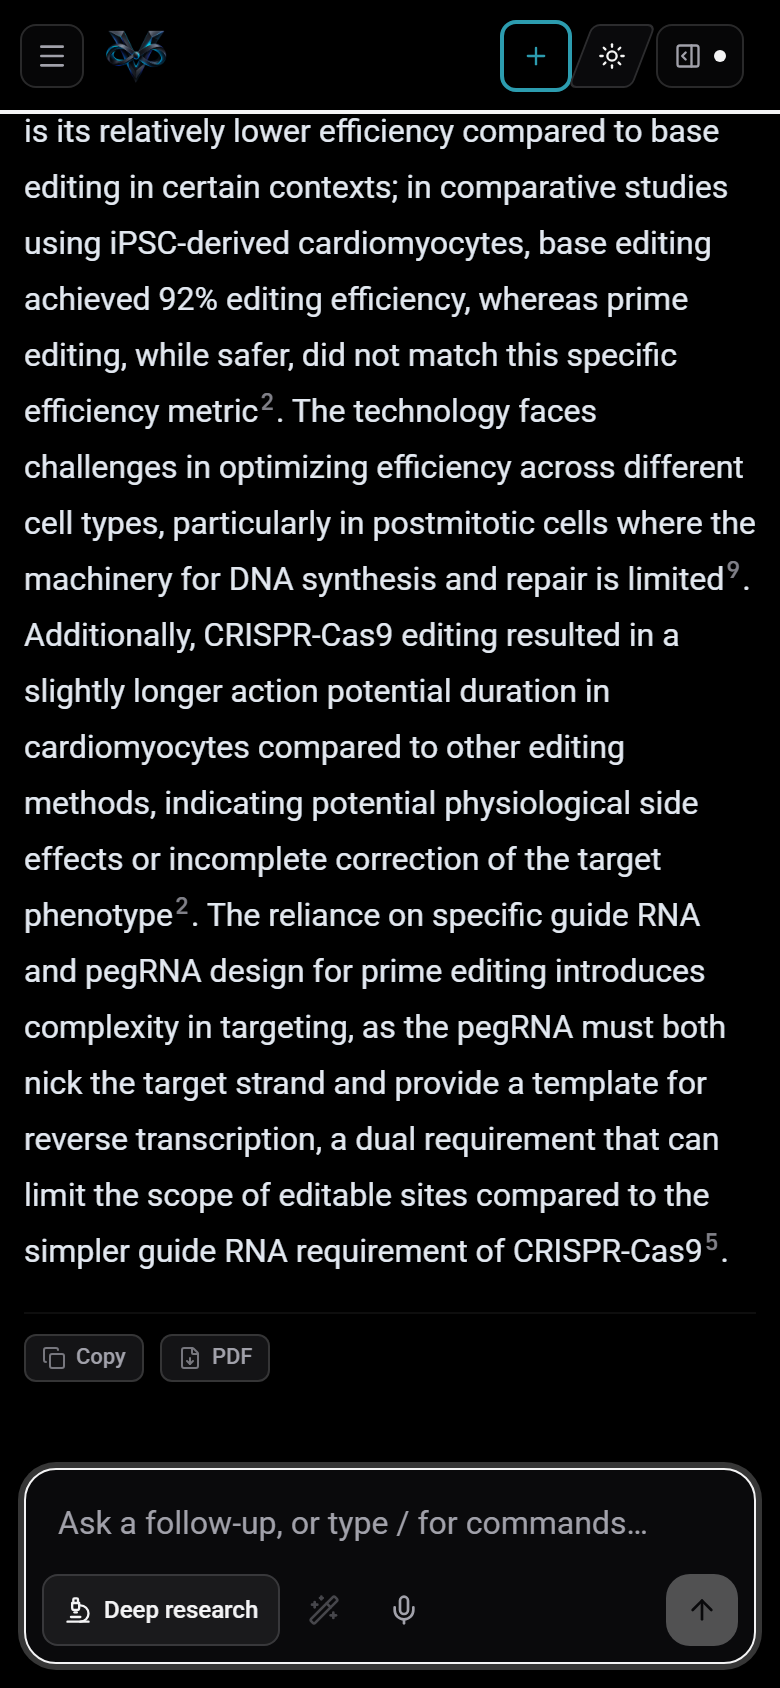 is its relatively lower efficiency compared to base
editing in certain contexts; in comparative studies
using iPSC-derived cardiomyocytes, base editing
achieved 92% editing efficiency, whereas prime
editing, while safer, did not match this specific
efficiency metric2. The technology faces
challenges in optimizing efficiency across different
cell types, particularly in postmitotic cells where the
machinery for DNA synthesis and repair is limited9.
Additionally, CRISPR-Cas9 editing resulted in a
slightly longer action potential duration in
cardiomyocytes compared to other editing
methods, indicating potential physiological side
effects or incomplete correction of the target
phenotype2. The reliance on specific guide RNA
and pegRNA design for prime editing introduces
complexity in targeting, as the pegRNA must both
nick the target strand and provide a template for
reverse transcription, a dual requirement that can
limit the scope of editable sites compared to the
simpler guide RNA requirement of CRISPR-Cas95.
Copy PDF
Ask a follow-up, or type / for commands...
Deep research